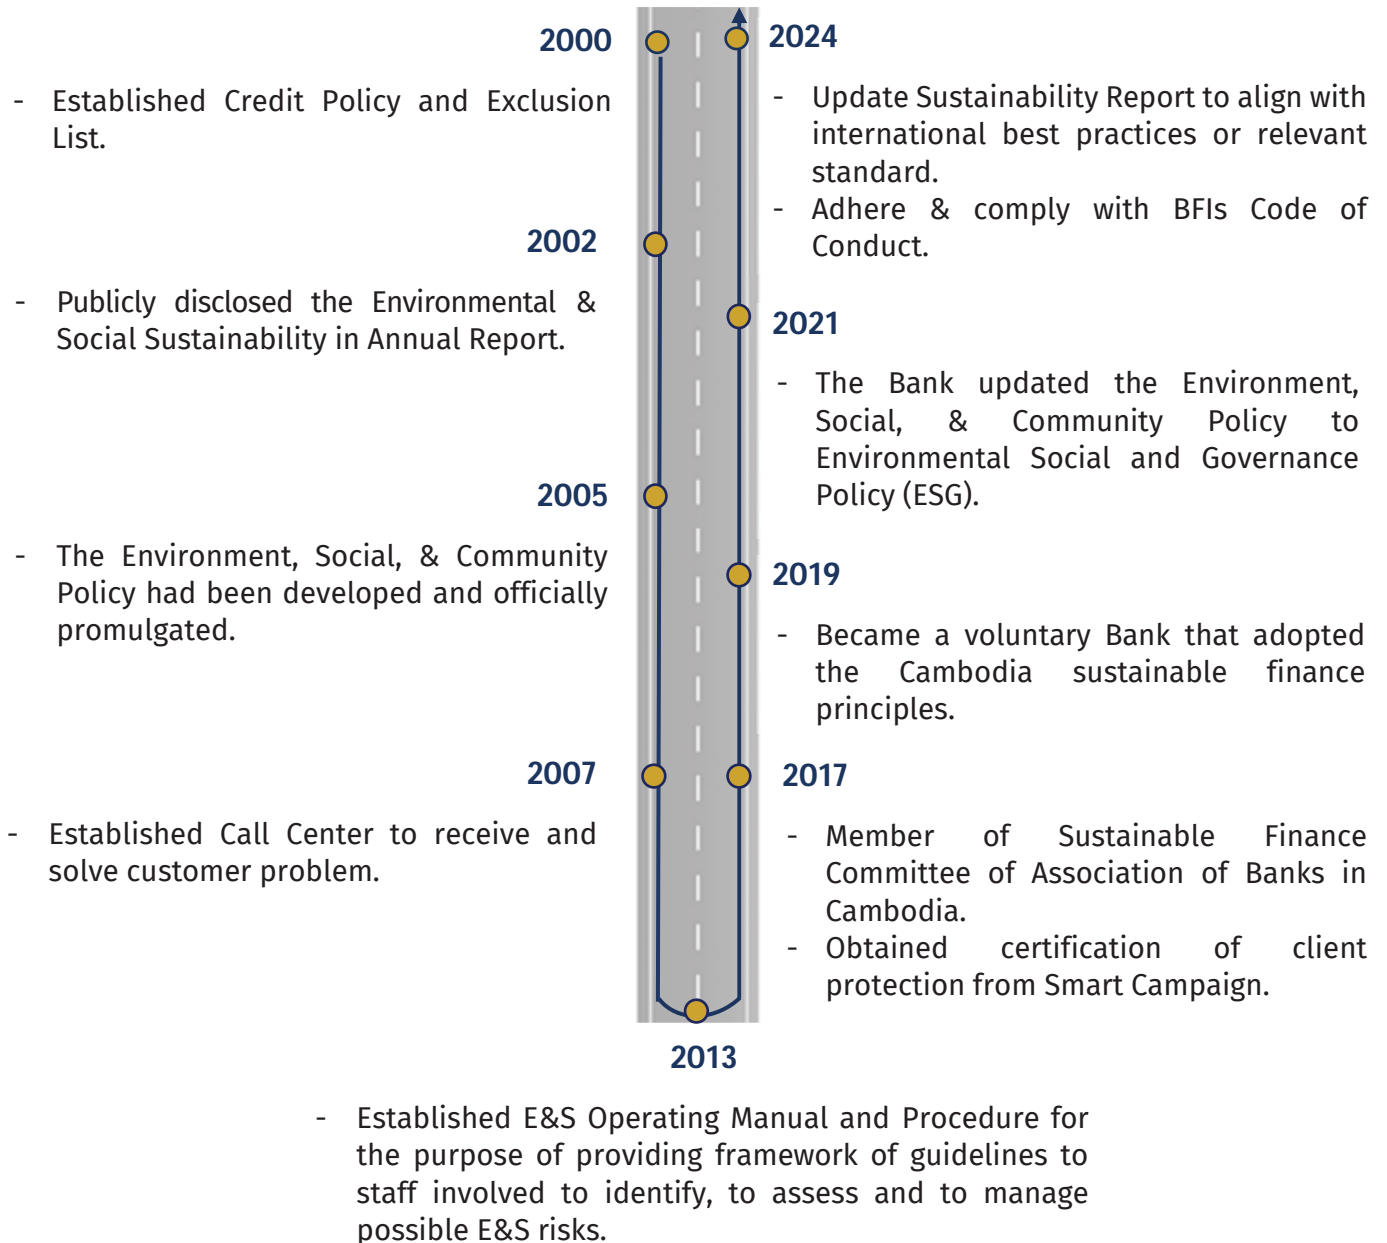 2000
- Established Credit Policy and Exclusion
List.
2002
- Publicly disclosed the Environmental &
Social Sustainability in Annual Report.
2005
- The Environment, Social, & Community
Policy had been developed and officially
promulgated.
2007
- Established Call Center to receive and
solve customer problem.
2013
- Established E&S Operating Manual and Procedure for
the purpose of providing framework of guidelines to
staff involved to identify, to assess and to manage
possible E&S risks.
2017
- Member of Sustainable Finance
Committee of Association of Banks in
Cambodia.
- Obtained certification of client
protection from Smart Campaign.
2019
- Became a voluntary Bank that adopted
the Cambodia sustainable finance
principles.
2021
- The Bank updated the Environment,
Social, & Community Policy to
Environmental Social and Governance
Policy (ESG).
2024
- Update Sustainability Report to align with
international best practices or relevant
standard.
- Adhere & comply with BFIs Code of
Conduct.